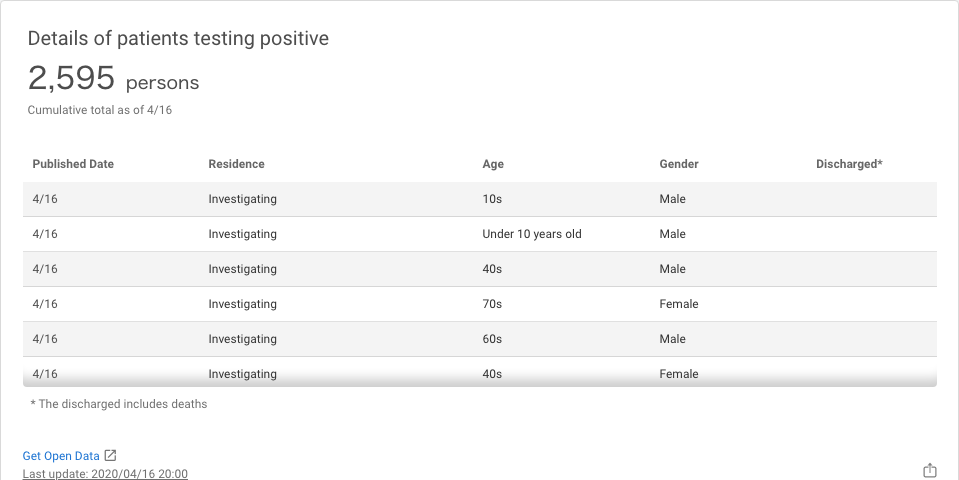 Details of patients testing positive
2,595 persons
Cumulative total as of 4/16
Published Date Residence Age Gender Discharged*
4/16 Investigating 10s Male
4/16 Investigating Under 10 years old Male
4/16 Investigating 40s Male
4/16 Investigating 70s Female
4/16 Investigating 60s Male
4/16 Investigating 40s Female
* The discharged includes deaths
Get Open Data
Last update: 2020/04/16 20:00